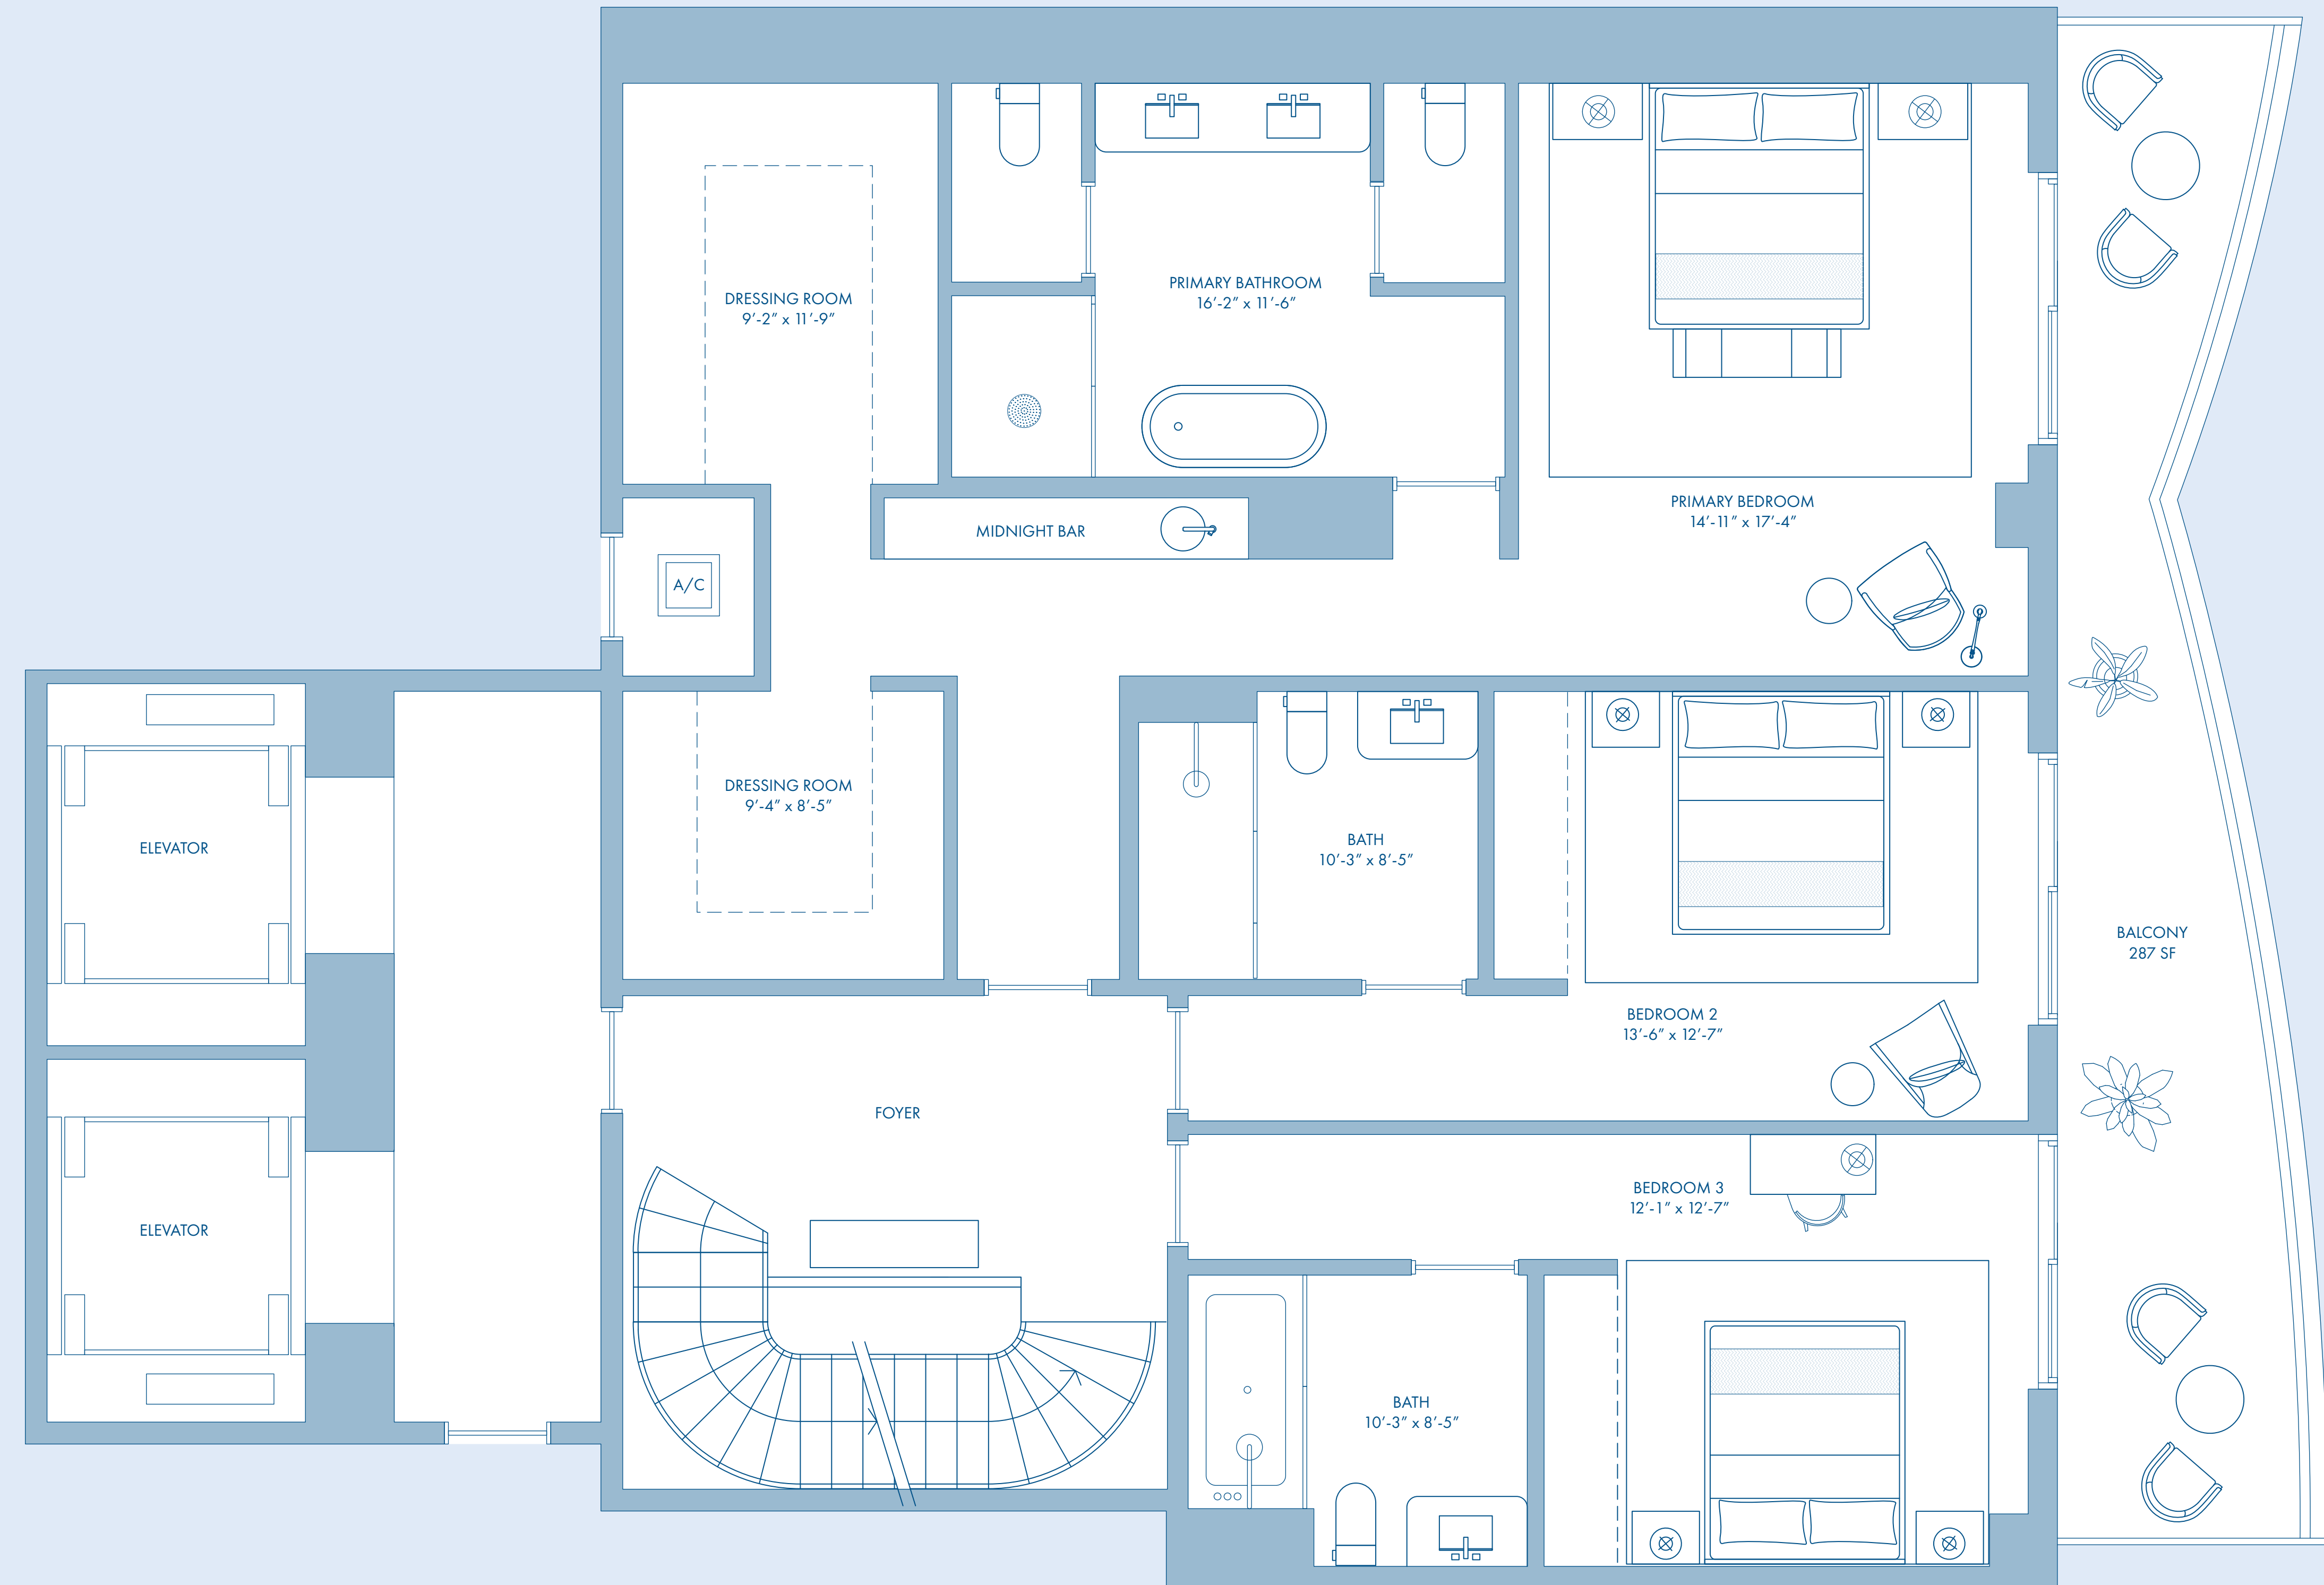 DRESSING ROOM
9'-2" x 11'-9"
PRIMARY BATHROOM
16'-2" x 11'-6"
PRIMARY BEDROOM
14'-11" x 17'-4"
MIDNIGHT BAR
A/C
DRESSING ROOM
9'-4" x 8'-5"
ELEVATOR
BATH
10'-3" x 8'-5"
BALCONY
287 SF
BEDROOM 2
13'-6" x 12'-7"
FOYER
BEDROOM 3
12'-1" x 12'-7"
ELEVATOR
BATH
10'-3" x 8'-5"